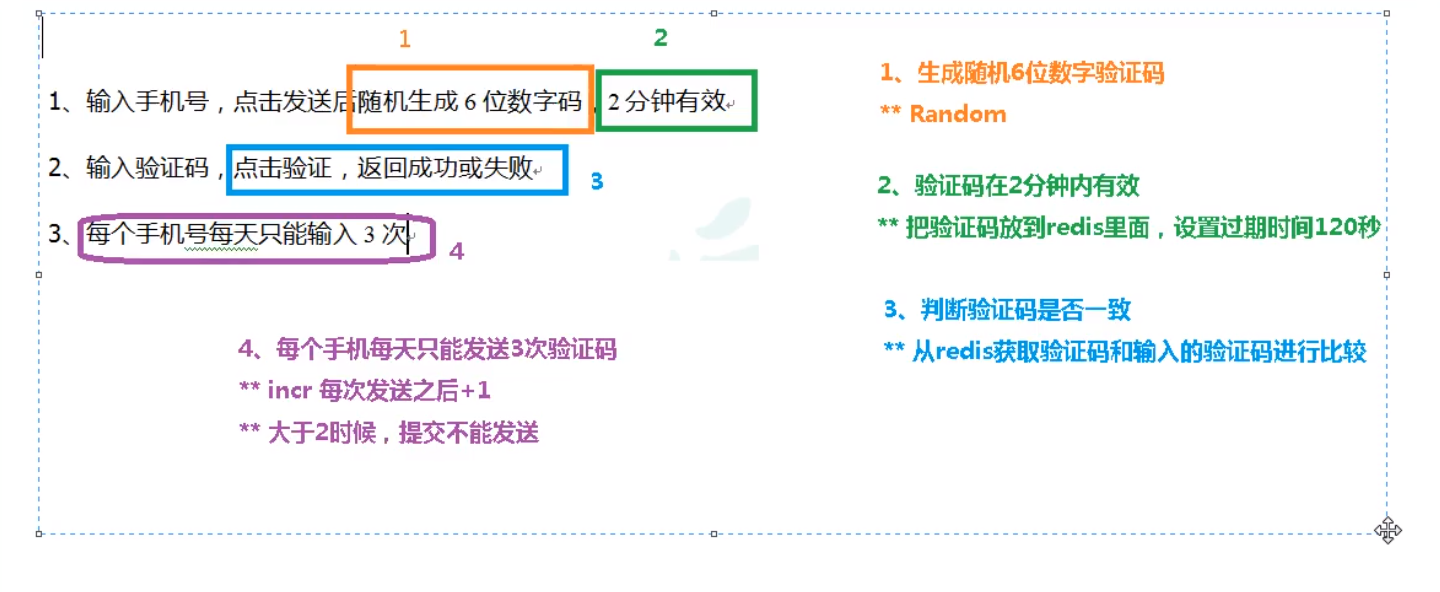 1
2
1、输入手机号，点击发送后随机生成 6 位数字码，2 分钟有效
2、输入验证码，点击验证，返回成功或失败
3
3、每个手机号每天只能输入 3 次
4
1、生成随机6位数字验证码
** Random
2、验证码在2分钟内有效
** 把验证码放到redis里面，设置过期时间120秒
3、判断验证码是否一致
** 从redis获取验证码和输入的验证码进行比较
4、每个手机每天只能发送3次验证码
** incr 每次发送之后+1
** 大于2时候，提交不能发送